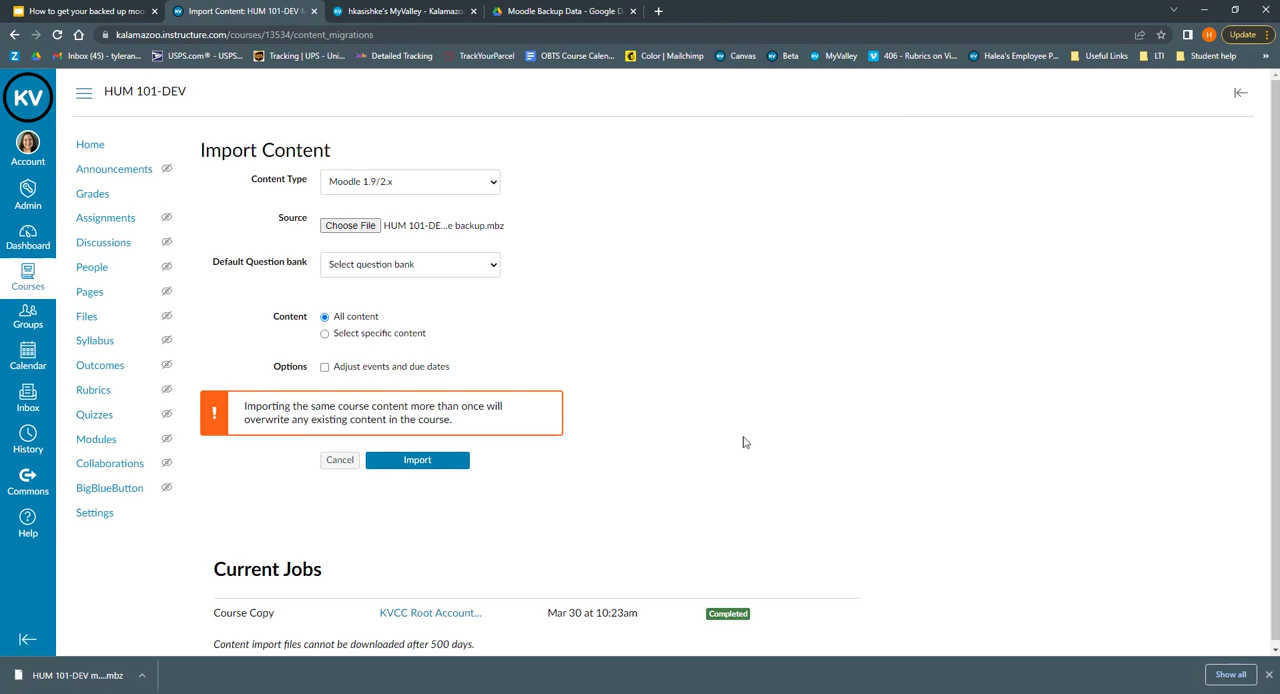 How to get your backed up moo
Import Content: HUM 101-DEV M
hkasishke's MyValley - Kalamazoo
Moodle Backup Data - Google D
kalamazoo.instructure.com/courses/13534/content_migrations
Update
Inbox (45) - tyleran...
USPS.com® - USPS...
Tracking | UPS - Uni...
Detailed Tracking
TrackYourParcel
OBTS Course Calen...
Color | Mailchimp
Canvas
Beta
MyValley
406 - Rubrics on Vi...
Halea's Employee P...
Useful Links
LTI
Student help
KV
HUM 101-DEV
Account
Admin
Dashboard
Courses
Groups
Calendar
Inbox
History
Commons
Help
Home
Announcements
Grades
Assignments
Discussions
People
Pages
Files
Syllabus
Outcomes
Rubrics
Quizzes
Modules
Collaborations
BigBlueButton
Settings
Import Content
Content Type
Moodle 1.9/2.x
Source
Choose File HUM 101-DE...e backup.mbz
Default Question bank
Select question bank
Content
All content
Select specific content
Options
Adjust events and due dates
!
Importing the same course content more than once will
overwrite any existing content in the course.
Cancel
Import
Current Jobs
Course Copy KVCC Root Account... Mar 30 at 10:23am Completed
Content import files cannot be downloaded after 500 days.
HUM 101-DEV m....mbz
Show all